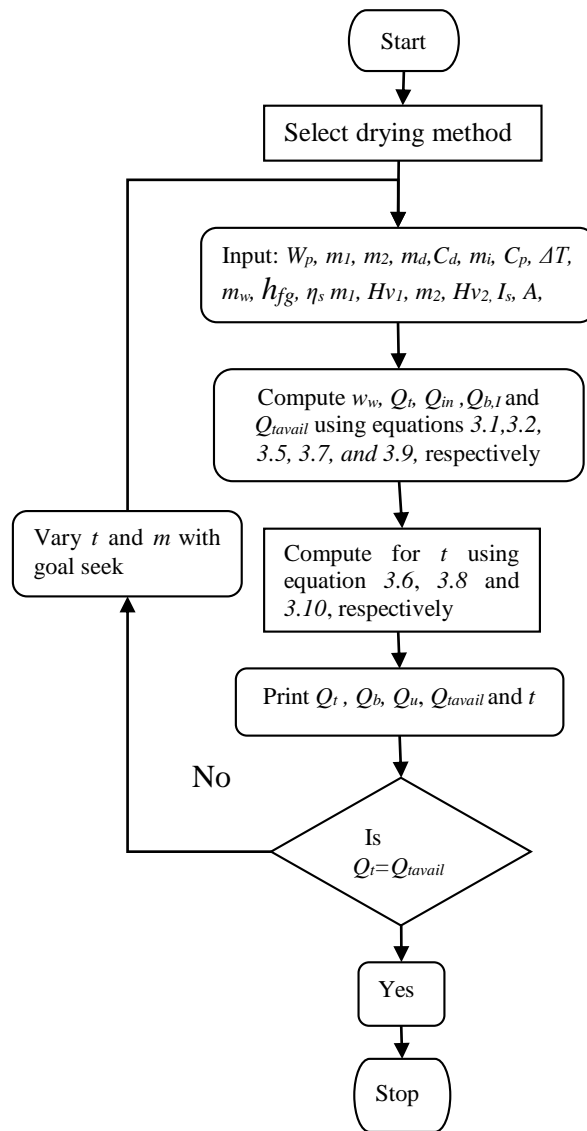 Start
Select drying method
Input: Wp, m1, m2, md,Cd, mi, Cp, ΔT,
mw, hfg, ηs m1, Hv1, m2, Hv2, Is, A,
Compute ww, Qt, Qin ,Qb,I and
Qtavail using equations 3.1,3.2,
3.5, 3.7, and 3.9, respectively
Vary t and m with
goal seek
Compute for t using
equation 3.6, 3.8 and
3.10, respectively
Print Qt , Qb, Qu, Qtavail and t
No
Is
Qt=Qtavail
Yes
Stop